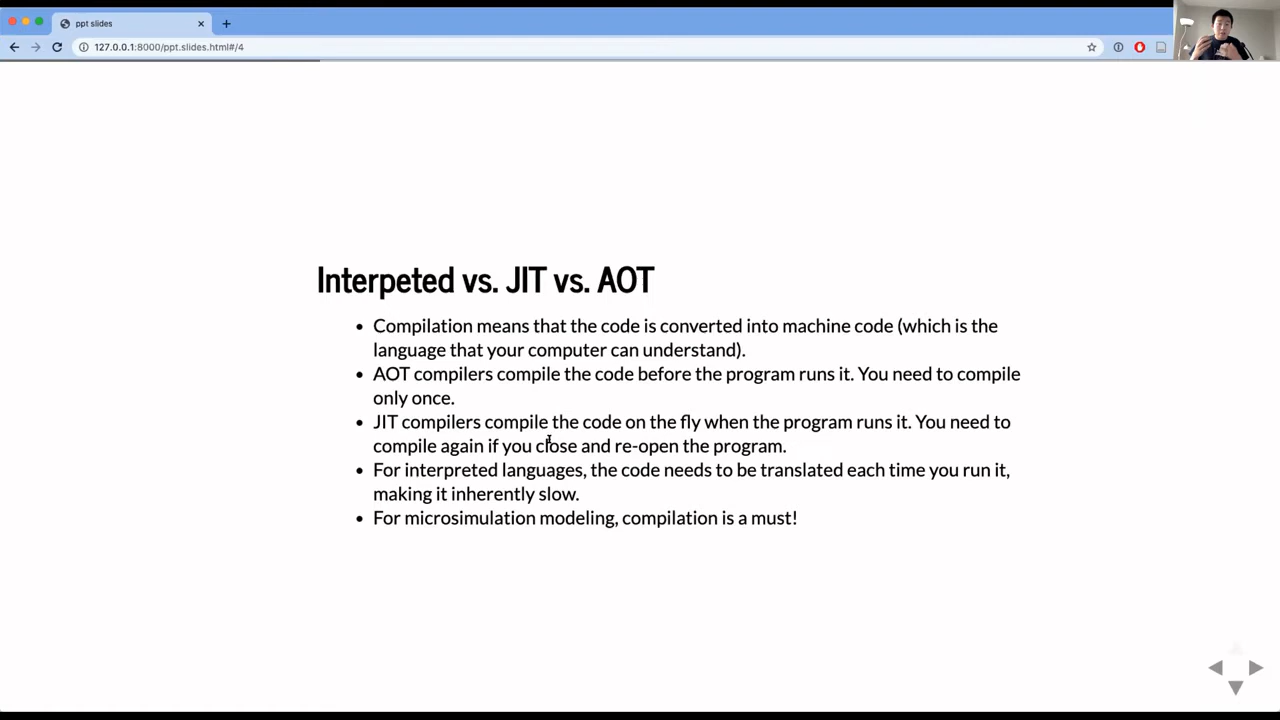 ppt slides
127.0.0.1:8000/ppt.slides.html#/4
Interpeted vs. JIT vs. AOT
Compilation means that the code is converted into machine code (which is the
language that your computer can understand).
AOT compilers compile the code before the program runs it. You need to compile
only once.
JIT compilers compile the code on the fly when the program runs it. You need to
compile again if you close and re-open the program.
For interpreted languages, the code needs to be translated each time you run it,
making it inherently slow.
For microsimulation modeling, compilation is a must!